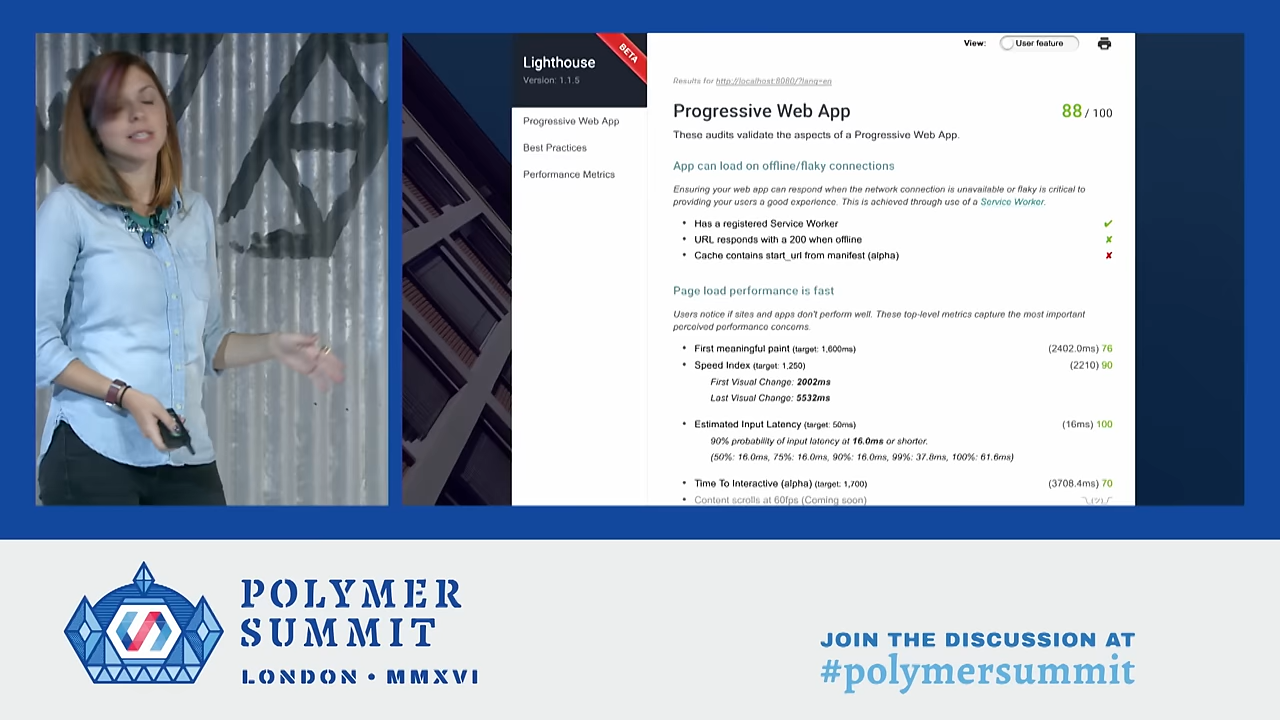 BETA
Lighthouse
Version: 1.1.5
Progressive Web App
Best Practices
Performance Metrics
View: User feature
Results for http://localhost:8080/?lang=en
Progressive Web App 88 / 100
These audits validate the aspects of a Progressive Web App.
App can load on offline/flaky connections
Ensuring your web app can respond when the network connection is unavailable or flaky is critical to
providing your users a good experience. This is achieved through use of a Service Worker.
• Has a registered Service Worker ✔
• URL responds with a 200 when offline ✘
• Cache contains start_url from manifest (alpha) ✘
Page load performance is fast
Users notice if sites and apps don't perform well. These top-level metrics capture the most important
perceived performance concerns.
• First meaningful paint (target: 1,600ms) (2402.0ms) 76
• Speed Index (target: 1,250) (2210) 90
First Visual Change: 2002ms
Last Visual Change: 5532ms
• Estimated Input Latency (target: 50ms) (16ms) 100
90% probability of input latency at 16.0ms or shorter.
(50%: 16.0ms, 75%: 16.0ms, 90%: 16.0ms, 99%: 37.8ms, 100%: 61.6ms)
• Time To Interactive (alpha) (target: 1,700) (3708.4ms) 70
• Content scrolls at 60fps (Coming soon) ¯\_(ツ)_/¯
POLYMER
SUMMIT
LONDON • MMXVI
JOIN THE DISCUSSION AT
#polymersummit